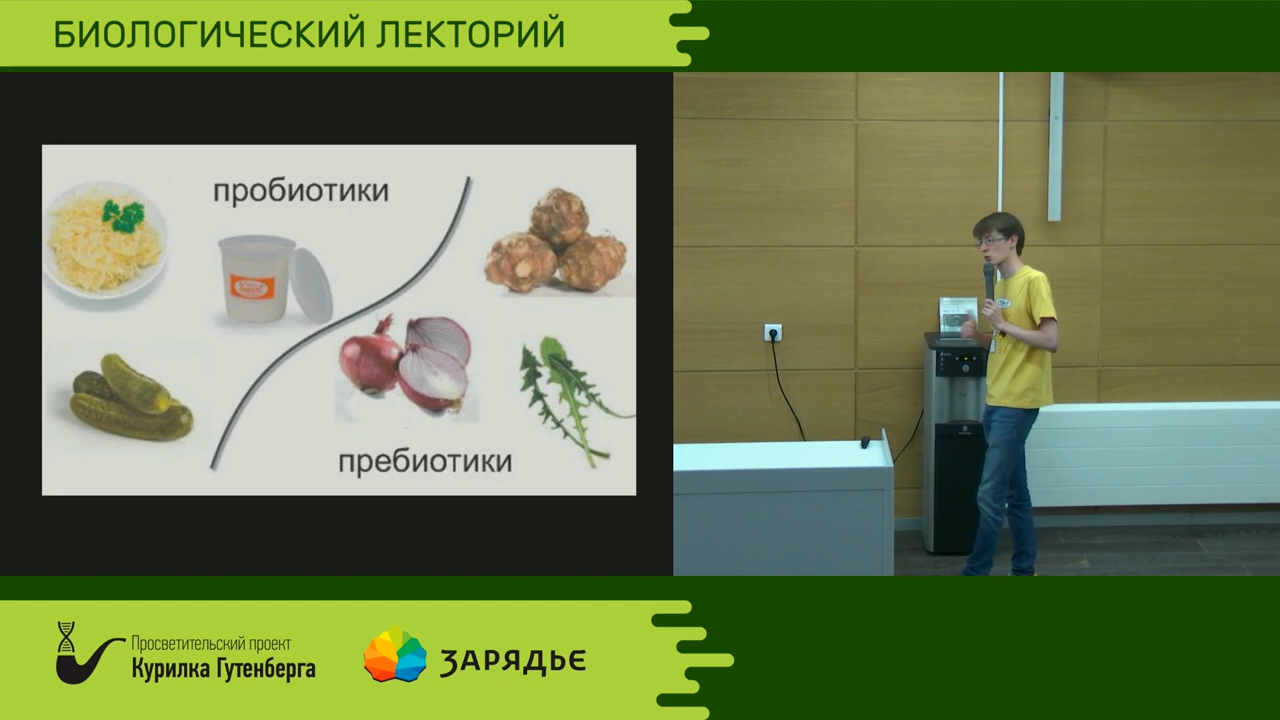 БИОЛОГИЧЕСКИЙ ЛЕКТОРИЙ
пробиотики
пребиотики
Просветительский проект
Курилка Гутенберга
ЗАРЯДЬЕ